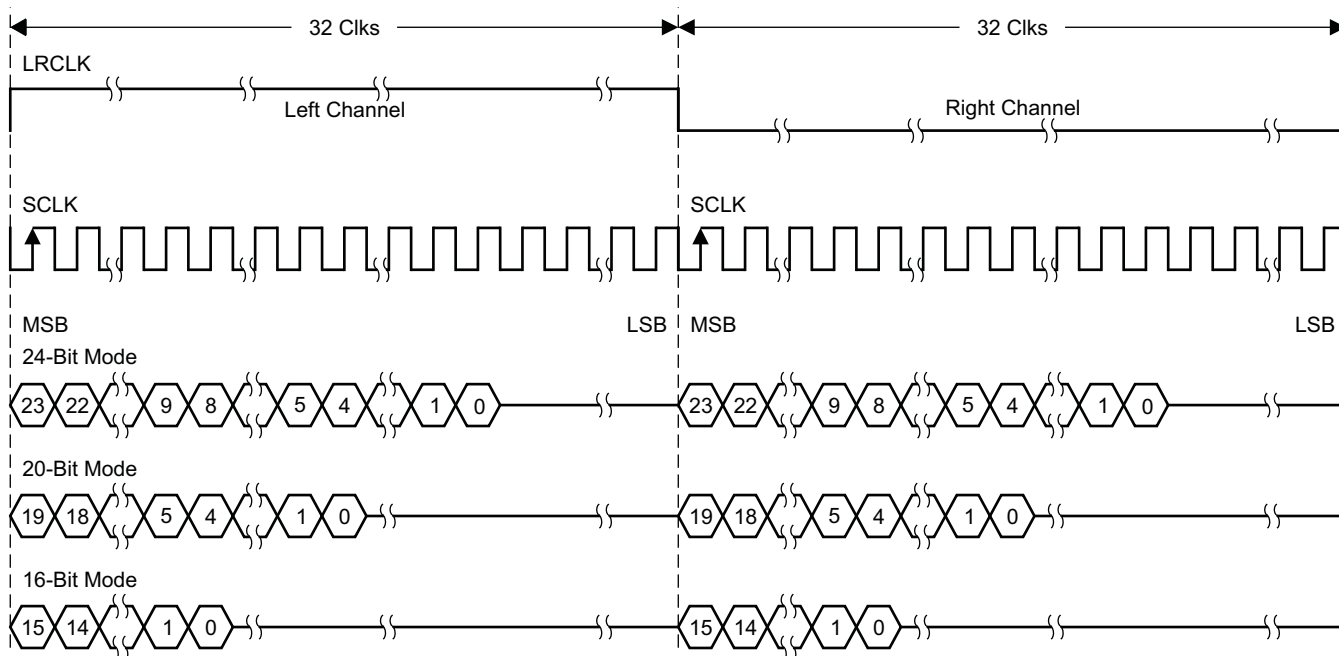 32 Clks 32 Clks
LRCLK
Left Channel Right Channel
SCLK SCLK
MSB LSB MSB LSB
24-Bit Mode
23 22 9 8 5 4 1 0 23 22 9 8 5 4 1 0
20-Bit Mode
19 18 5 4 1 0 19 18 5 4 1 0
16-Bit Mode
15 14 1 0 15 14 1 0